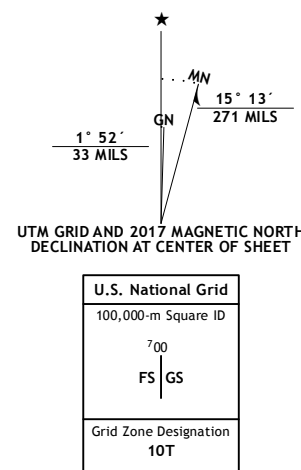 ★
MN
GN
15° 13´
271 MILS
1° 52´
33 MILS
UTM GRID AND 2017 MAGNETIC NORTH
DECLINATION AT CENTER OF SHEET
U.S. National Grid
100,000-m Square ID
⁷00
FS GS
Grid Zone Designation
10T